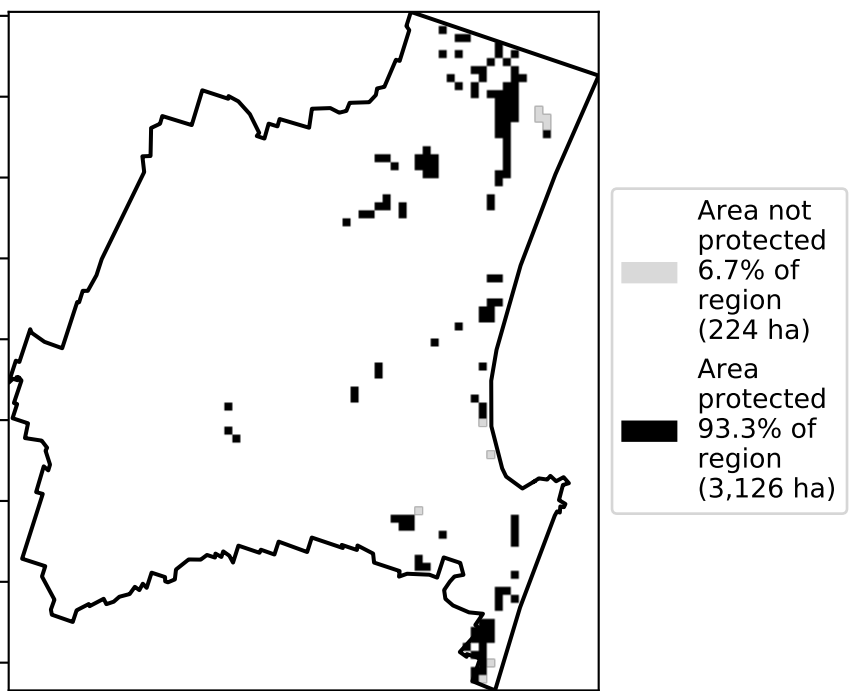 Area not
protected
6.7% of
region
(224 ha)
Area
protected
93.3% of
region
(3,126 ha)